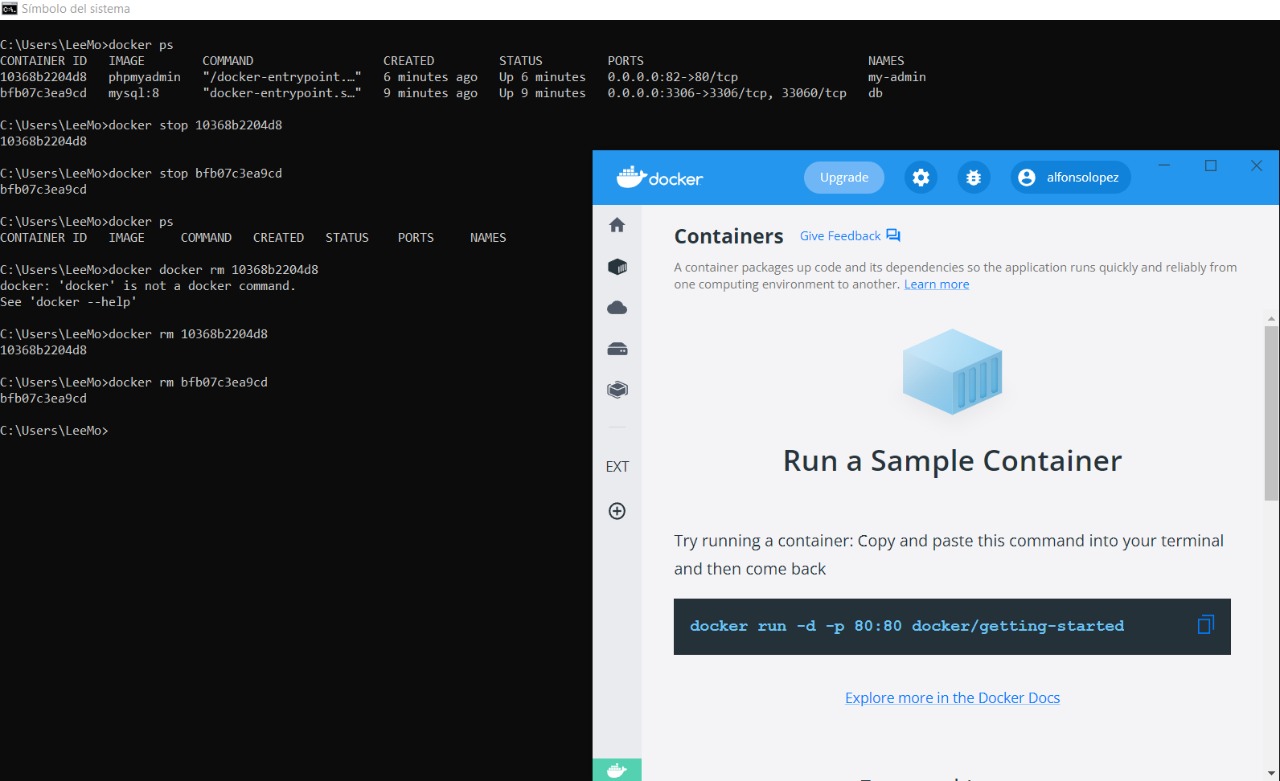 Símbolo del sistema
C:\Users\LeeMo>docker ps
CONTAINER ID   IMAGE        COMMAND                  CREATED         STATUS         PORTS                               NAMES
10368b2204d8   phpmyadmin   "/docker-entrypoint.…"   6 minutes ago   Up 6 minutes   0.0.0.0:82->80/tcp                  my-admin
bfb07c3ea9cd   mysql:8      "docker-entrypoint.s…"   9 minutes ago   Up 9 minutes   0.0.0.0:3306->3306/tcp, 33060/tcp   db
C:\Users\LeeMo>docker stop 10368b2204d8
10368b2204d8
C:\Users\LeeMo>docker stop bfb07c3ea9cd
bfb07c3ea9cd
C:\Users\LeeMo>docker ps
CONTAINER ID   IMAGE     COMMAND   CREATED   STATUS    PORTS     NAMES
C:\Users\LeeMo>docker docker rm 10368b2204d8
docker: 'docker' is not a docker command.
See 'docker --help'
C:\Users\LeeMo>docker rm 10368b2204d8
10368b2204d8
C:\Users\LeeMo>docker rm bfb07c3ea9cd
bfb07c3ea9cd
C:\Users\LeeMo>
docker
Upgrade
alfonsolopez
Containers
Give Feedback
A container packages up code and its dependencies so the application runs quickly and reliably from
one computing environment to another. Learn more
EXT
Run a Sample Container
Try running a container: Copy and paste this command into your terminal
and then come back
docker run -d -p 80:80 docker/getting-started
Explore more in the Docker Docs